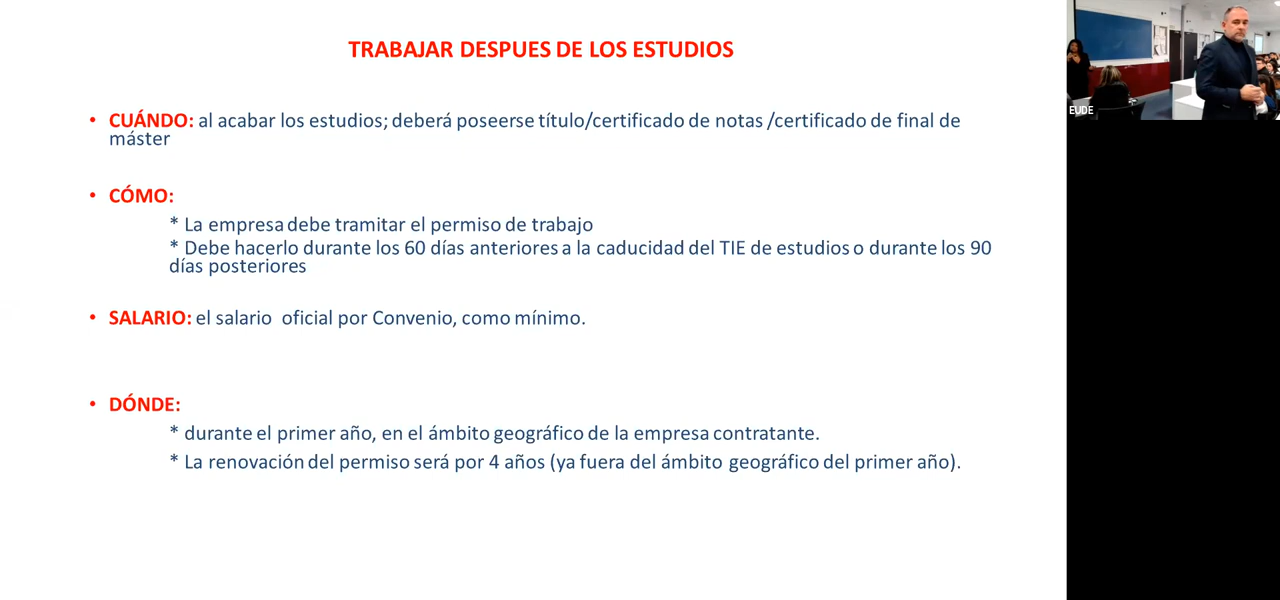 TRABAJAR DESPUES DE LOS ESTUDIOS
• CUÁNDO: al acabar los estudios; deberá poseerse título/certificado de notas /certificado de final de
máster
• CÓMO:
* La empresa debe tramitar el permiso de trabajo
* Debe hacerlo durante los 60 días anteriores a la caducidad del TIE de estudios o durante los 90
días posteriores
• SALARIO: el salario oficial por Convenio, como mínimo.
• DÓNDE:
* durante el primer año, en el ámbito geográfico de la empresa contratante.
* La renovación del permiso será por 4 años (ya fuera del ámbito geográfico del primer año).
EUDE